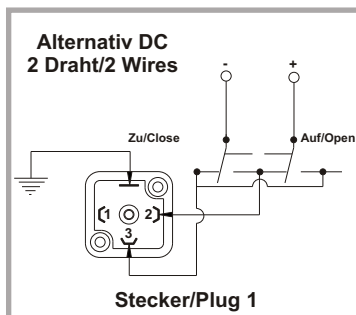 Alternativ DC
2 Draht/2 Wires
- +
Zu/Close Auf/Open
1 2
3
Stecker/Plug 1